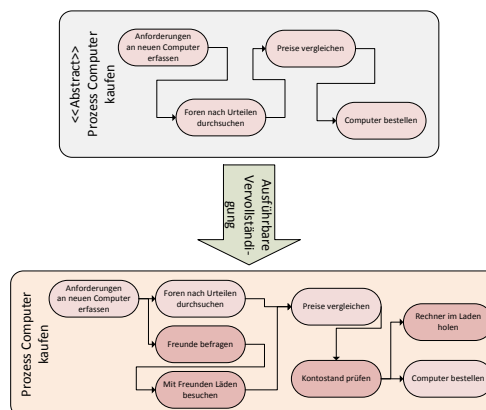 <<Abstract>>
Prozess Computer
kaufen
Anforderungen
an neuen Computer
erfassen
Foren nach Urteilen
durchsuchen
Preise vergleichen
Computer bestellen
Ausführbare
Vervollständi-
gung
Prozess Computer
kaufen
Anforderungen
an neuen Computer
erfassen
Foren nach Urteilen
durchsuchen
Freunde befragen
Mit Freunden Läden
besuchen
Preise vergleichen
Kontostand prüfen
Rechner im Laden
holen
Computer bestellen